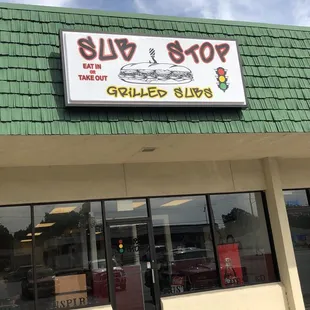 SUB STOP
EAT IN
OR
TAKE OUT
GRILLED SUBS